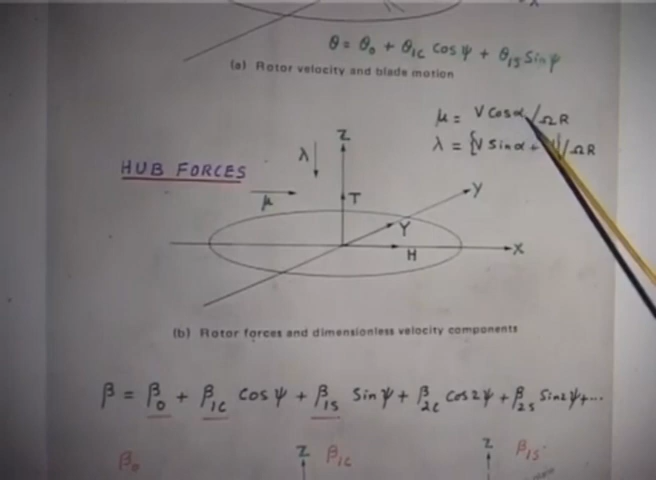 X
θ = θ₀ + θ₁c Cos ψ + θ₁s Sin ψ
(a) Rotor velocity and blade motion
μ = V Cos α / ΩR
λ = {V Sin α + }/ ΩR
HUB FORCES
Z
λ
μ
T
Y
Y
H
X
(b) Rotor forces and dimensionless velocity components
β = β₀ + β₁c Cos ψ + β₁s Sin ψ + β₂c Cos 2ψ + β₂s Sin 2ψ + ...
β₀
Z β₁c
Z β₁s